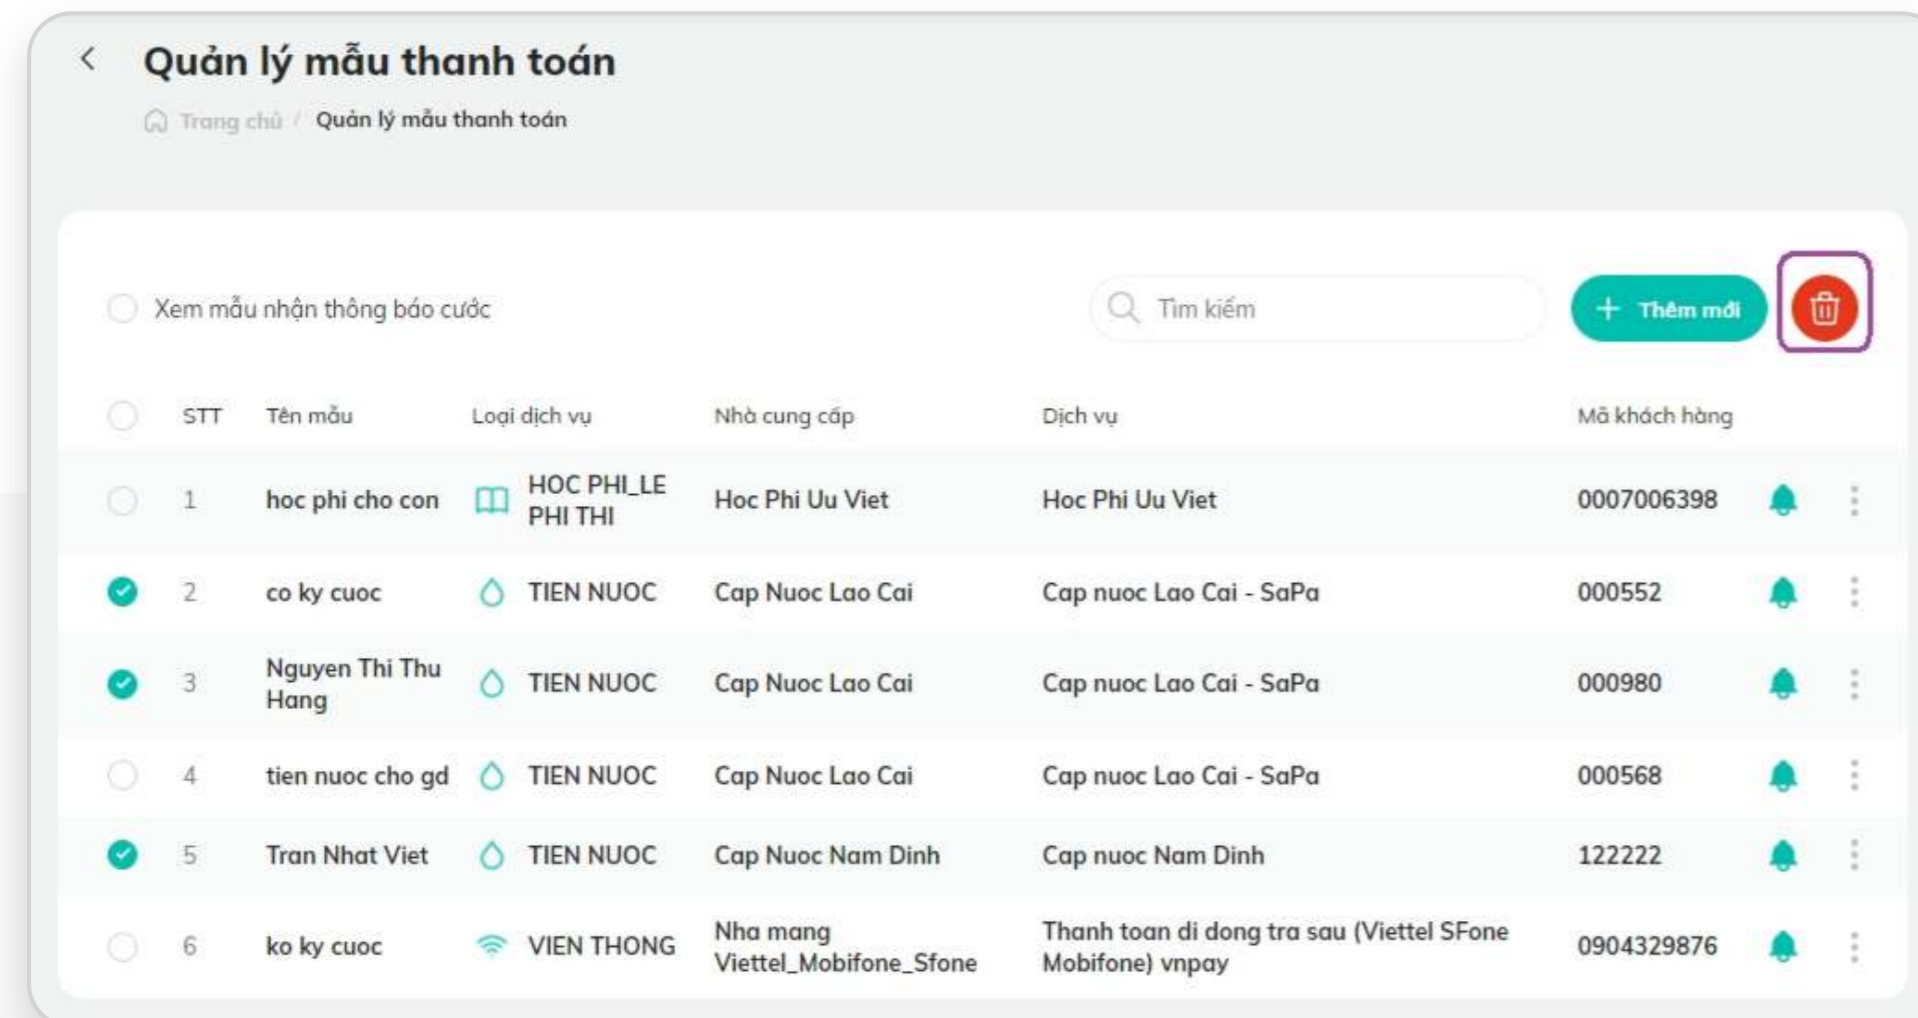 Quản lý mẫu thanh toán
Trang chủ / Quản lý mẫu thanh toán
Xem mẫu nhận thông báo cước
Tìm kiếm
+ Thêm mới
STT Tên mẫu Loại dịch vụ Nhà cung cấp Dịch vụ Mã khách hàng
1 hoc phi cho con HOC PHI_LE PHI THI Hoc Phi Uu Viet Hoc Phi Uu Viet 0007006398
2 co ky cuoc TIEN NUOC Cap Nuoc Lao Cai Cap nuoc Lao Cai - SaPa 000552
3 Nguyen Thi Thu Hang TIEN NUOC Cap Nuoc Lao Cai Cap nuoc Lao Cai - SaPa 000980
4 tien nuoc cho gd TIEN NUOC Cap Nuoc Lao Cai Cap nuoc Lao Cai - SaPa 000568
5 Tran Nhat Viet TIEN NUOC Cap Nuoc Nam Dinh Cap nuoc Nam Dinh 122222
6 ko ky cuoc VIEN THONG Nha mang Viettel_Mobifone_Sfone Thanh toan di dong tra sau (Viettel SFone Mobifone) vnpay 0904329876